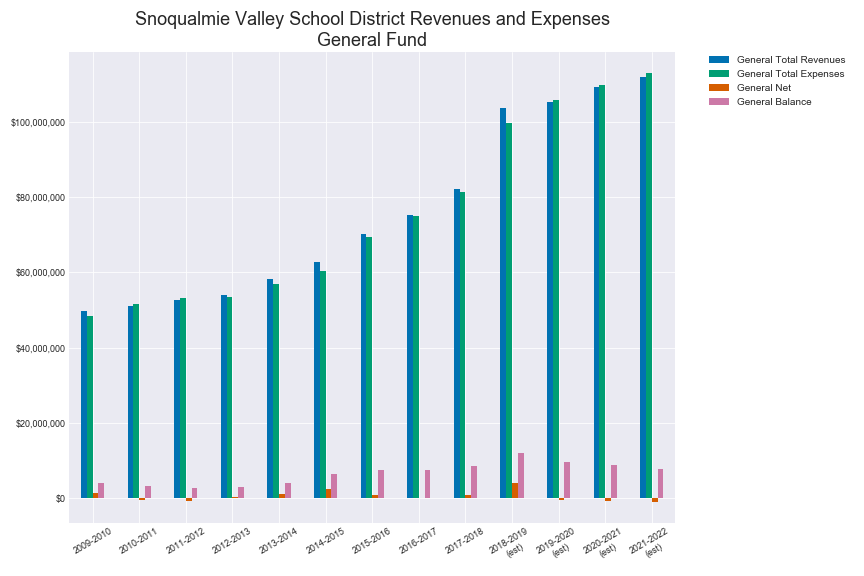 Snoqualmie Valley School District Revenues and Expenses
General Fund
General Total Revenues
General Total Expenses
General Net
General Balance
$100,000,000
$80,000,000
$60,000,000
$40,000,000
$20,000,000
$0
2009-2010
2010-2011
2011-2012
2012-2013
2013-2014
2014-2015
2015-2016
2016-2017
2017-2018
2018-2019
(est)
2019-2020
(est)
2020-2021
(est)
2021-2022
(est)